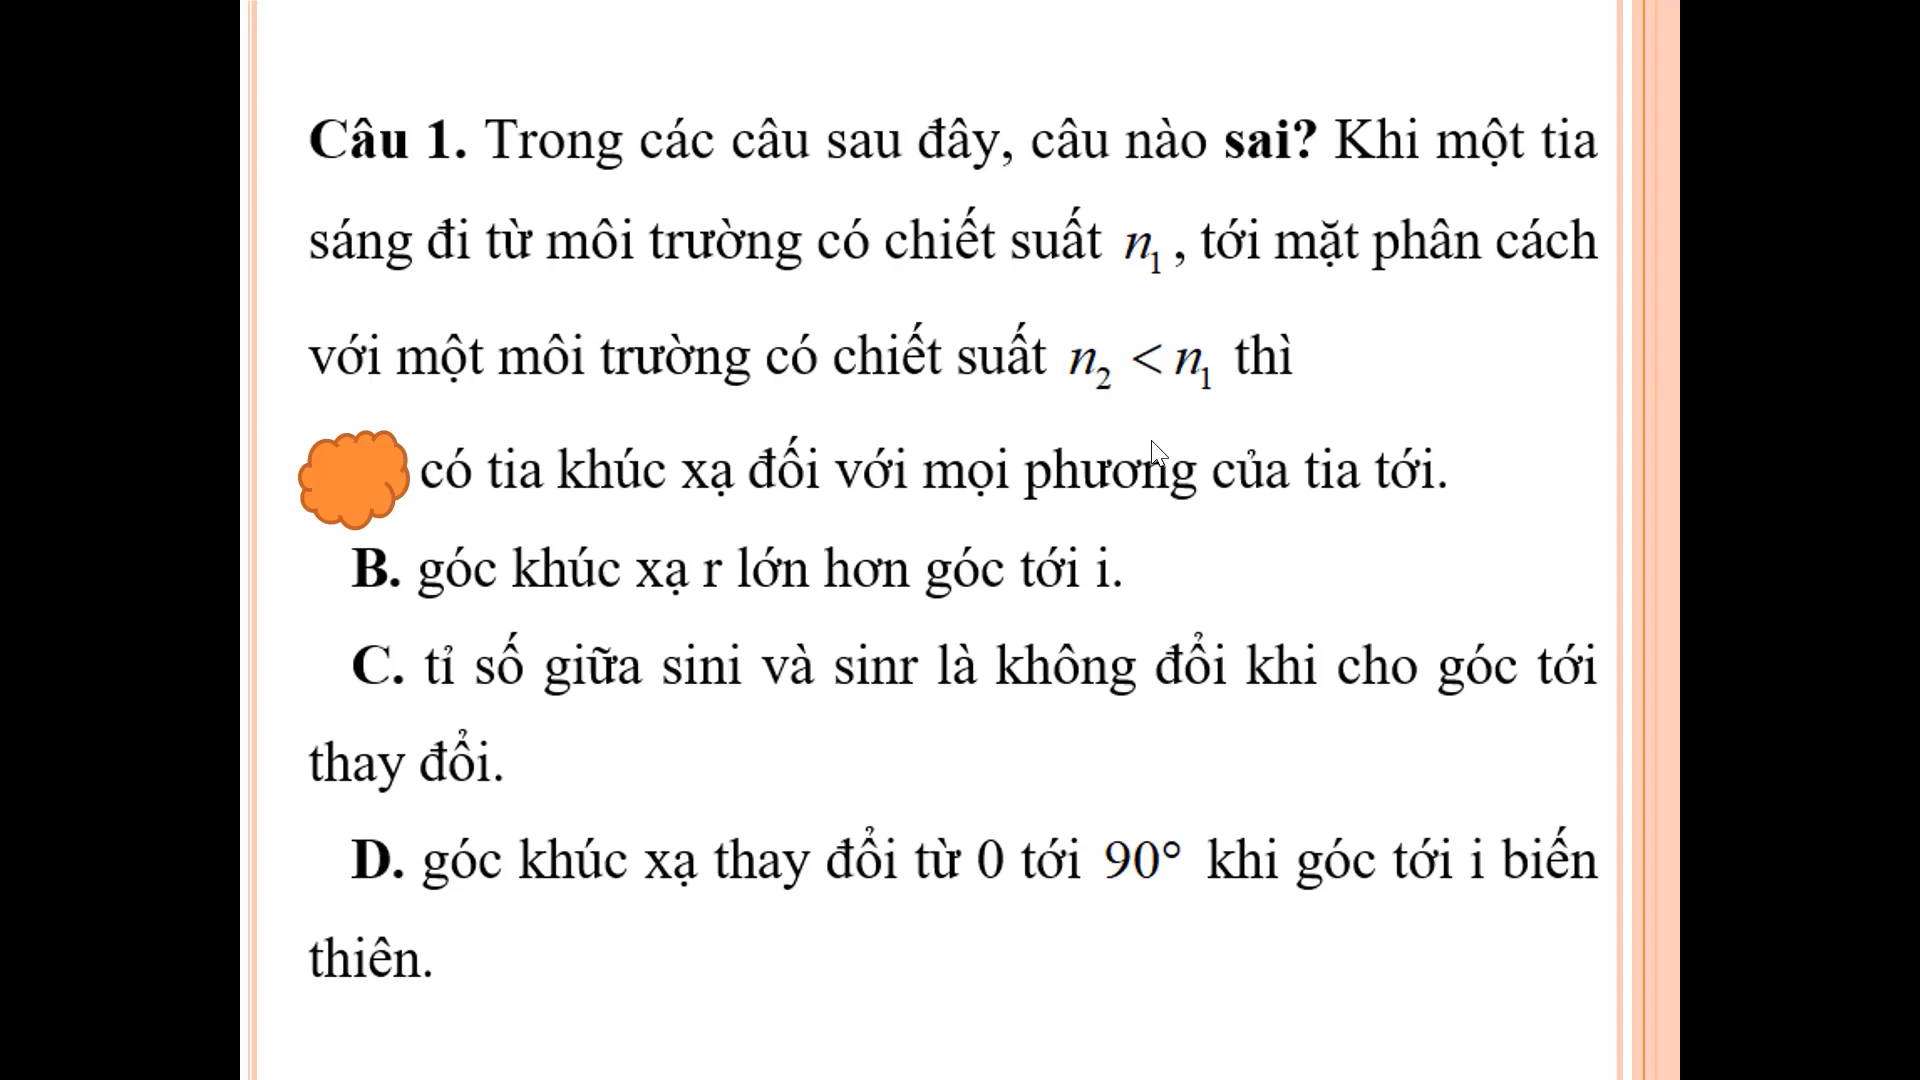 Câu 1. Trong các câu sau đây, câu nào sai? Khi một tia
sáng đi từ môi trường có chiết suất n₁, tới mặt phân cách
với một môi trường có chiết suất n₂ < n₁ thì
có tia khúc xạ đối với mọi phương của tia tới.
B. góc khúc xạ r lớn hơn góc tới i.
C. tỉ số giữa sini và sinr là không đổi khi cho góc tới
thay đổi.
D. góc khúc xạ thay đổi từ 0 tới 90° khi góc tới i biến
thiên.